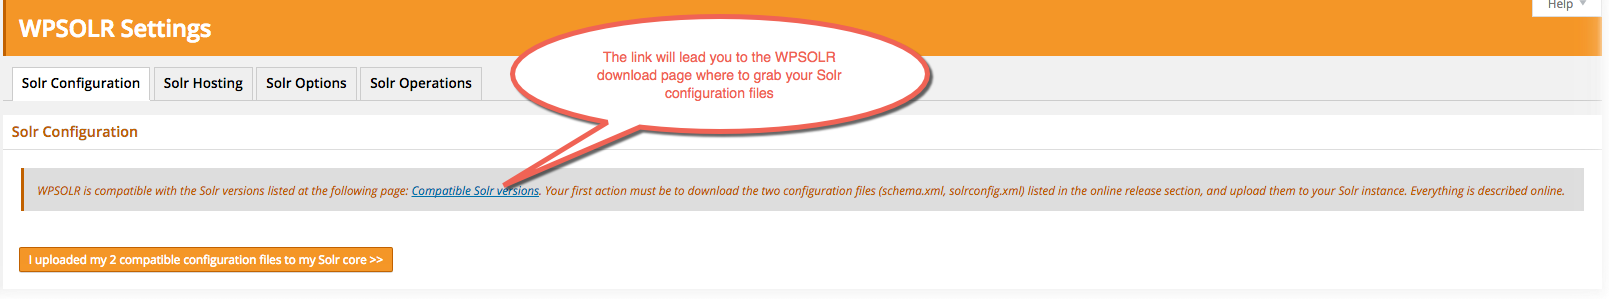 Help
WPSOLR Settings
The link will lead you to the WPSOLR
download page where to grab your Solr
configuration files
Solr Configuration
Solr Hosting
Solr Options
Solr Operations
Solr Configuration
WPSOLR is compatible with the Solr versions listed at the following page: Compatible Solr versions. Your first action must be to download the two configuration files (schema.xml, solrconfig.xml) listed in the online release section, and upload them to your Solr instance. Everything is described online.
I uploaded my 2 compatible configuration files to my Solr core >>